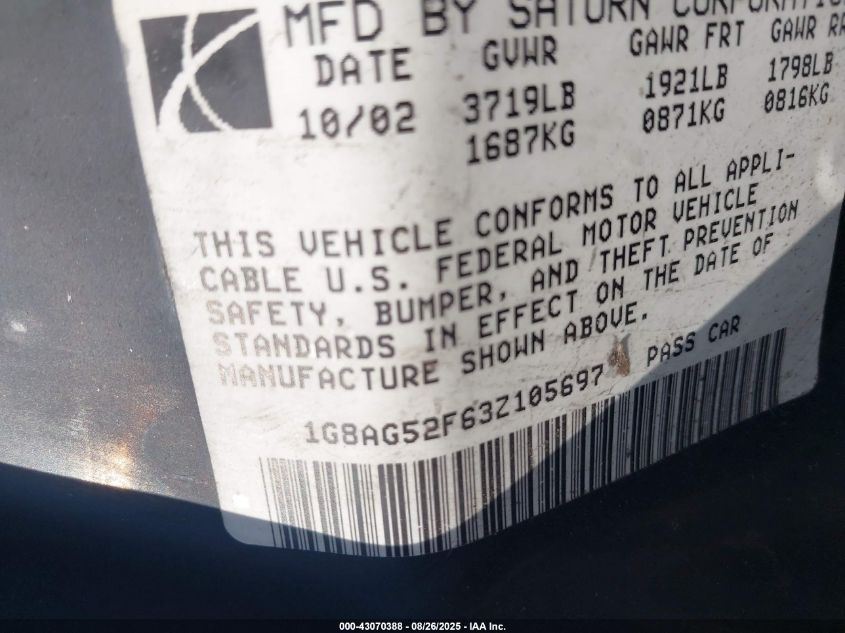 MFD BY SATURN CORPORATIO
DATE GVWR GAWR FRT GAWR RR
10/02 3719LB 1921LB 1798LB
1687KG 0871KG 0816KG
THIS VEHICLE CONFORMS TO ALL APPLI-
CABLE U.S. FEDERAL MOTOR VEHICLE
SAFETY, BUMPER, AND THEFT PREVENTION
STANDARDS IN EFFECT ON THE DATE OF
MANUFACTURE SHOWN ABOVE.
1G8AG52F63Z105697 PASS CAR
000-43070388 - 08/26/2025 - IAA Inc.